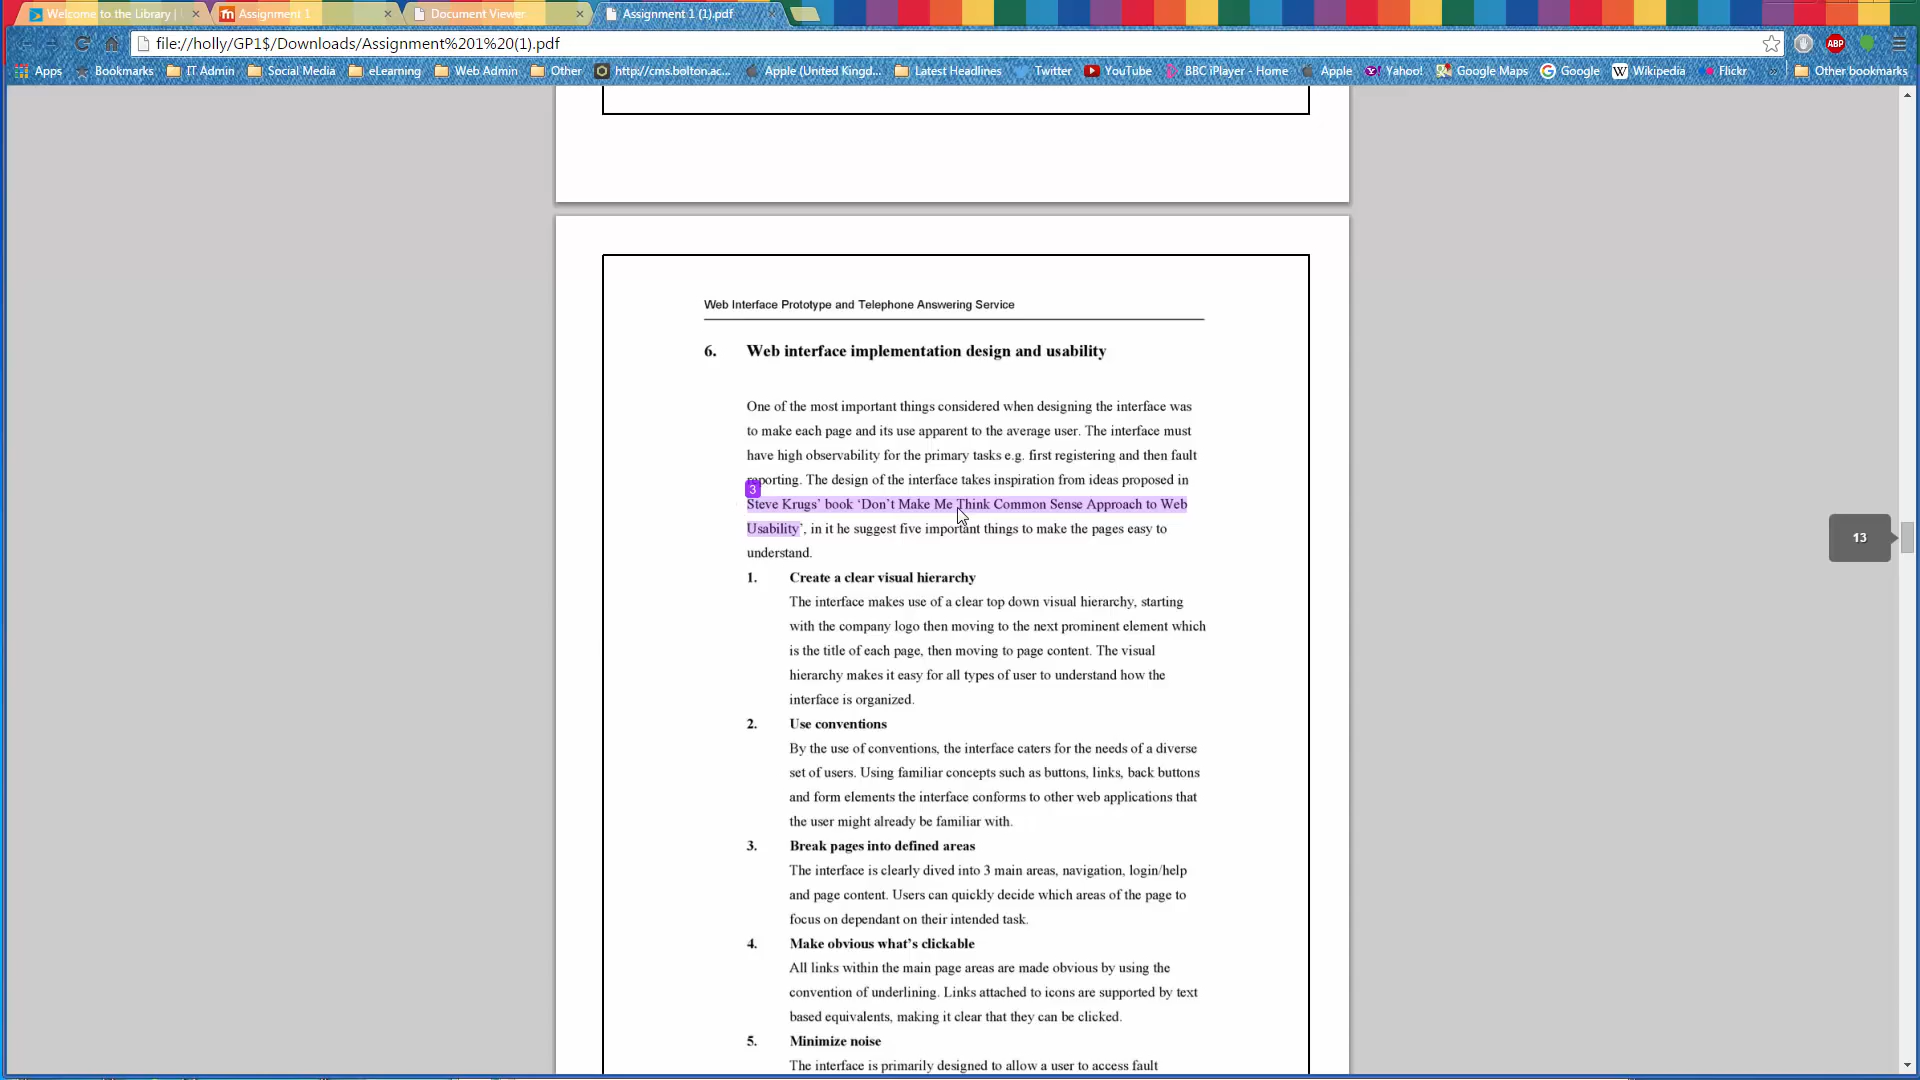 Welcome to the Library |
Assignment 1
Document Viewer
Assignment 1 (1).pdf
file://holly/GP1$/Downloads/Assignment%201%20(1).pdf
ABP
Apps Bookmarks IT Admin Social Media eLearning Web Admin Other http://cms.bolton.ac... Apple (United Kingd... Latest Headlines Twitter YouTube BBC iPlayer - Home Apple Yahoo! Google Maps Google Wikipedia Flickr » Other bookmarks
Web Interface Prototype and Telephone Answering Service
6. Web interface implementation design and usability
One of the most important things considered when designing the interface was
to make each page and its use apparent to the average user. The interface must
have high observability for the primary tasks e.g. first registering and then fault
reporting. The design of the interface takes inspiration from ideas proposed in
3
Steve Krugs' book 'Don't Make Me Think Common Sense Approach to Web
Usability', in it he suggest five important things to make the pages easy to
understand.
1. Create a clear visual hierarchy
The interface makes use of a clear top down visual hierarchy, starting
with the company logo then moving to the next prominent element which
is the title of each page, then moving to page content. The visual
hierarchy makes it easy for all types of user to understand how the
interface is organized.
2. Use conventions
By the use of conventions, the interface caters for the needs of a diverse
set of users. Using familiar concepts such as buttons, links, back buttons
and form elements the interface conforms to other web applications that
the user might already be familiar with.
3. Break pages into defined areas
The interface is clearly dived into 3 main areas, navigation, login/help
and page content. Users can quickly decide which areas of the page to
focus on dependant on their intended task.
4. Make obvious what's clickable
All links within the main page areas are made obvious by using the
convention of underlining. Links attached to icons are supported by text
based equivalents, making it clear that they can be clicked.
5. Minimize noise
The interface is primarily designed to allow a user to access fault
13